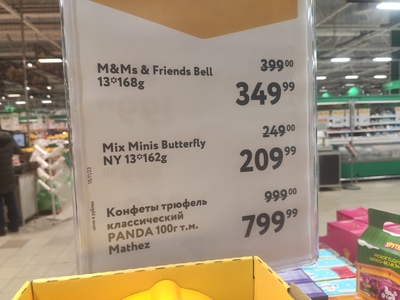 M&Ms & Friends Bell
13*168g
399 00
349 99
Mix Minis Butterfly
NY 13*162g
249 00
209 99
Конфеты трюфель
классический
PANDA 100г т.м.
Mathez
999 00
799 99